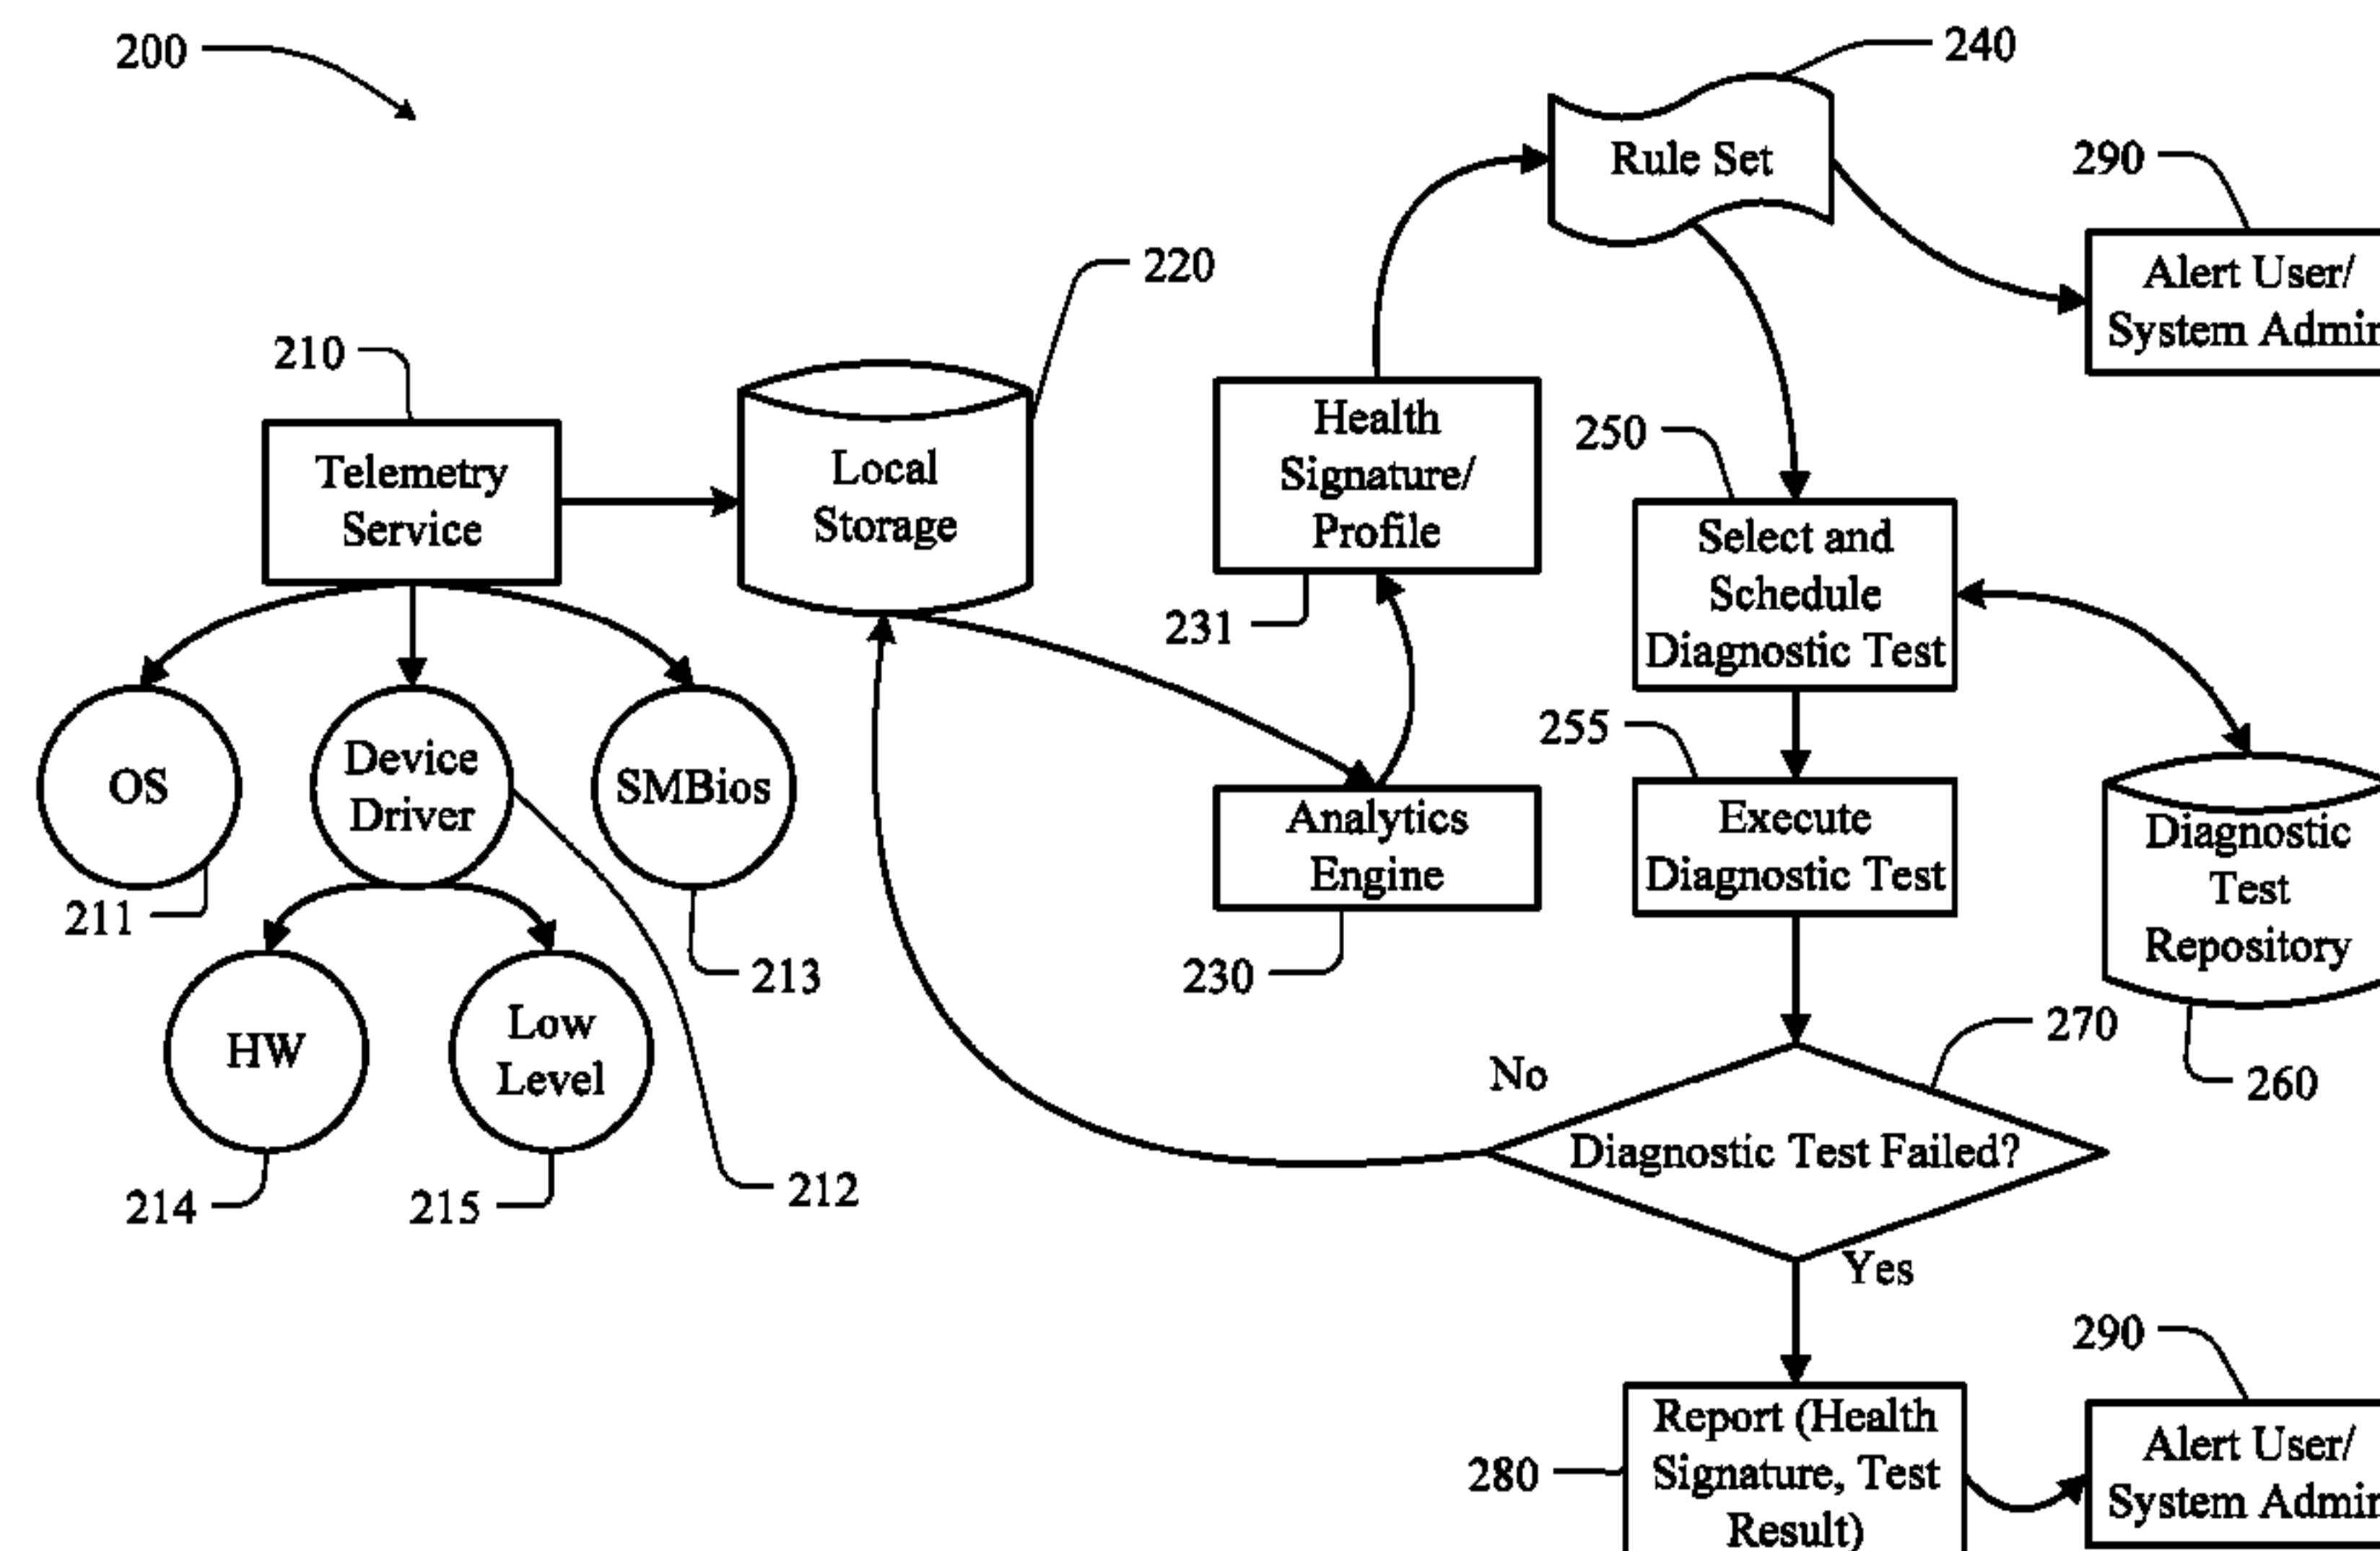 200
240
Rule Set
290
Alert User/
System Admin
220
210
Telemetry
Service
Local
Storage
Health
Signature/
Profile
231
250
Select and
Schedule
Diagnostic Test
255
Execute
Diagnostic Test
OS
Device
Driver
SMBios
211
213
Analytics
Engine
230
Diagnostic
Test
Repository
260
HW
Low
Level
214
215
212
270
No
Diagnostic Test Failed?
Yes
280
Report (Health
Signature, Test
Result)
290
Alert User/
System Admin